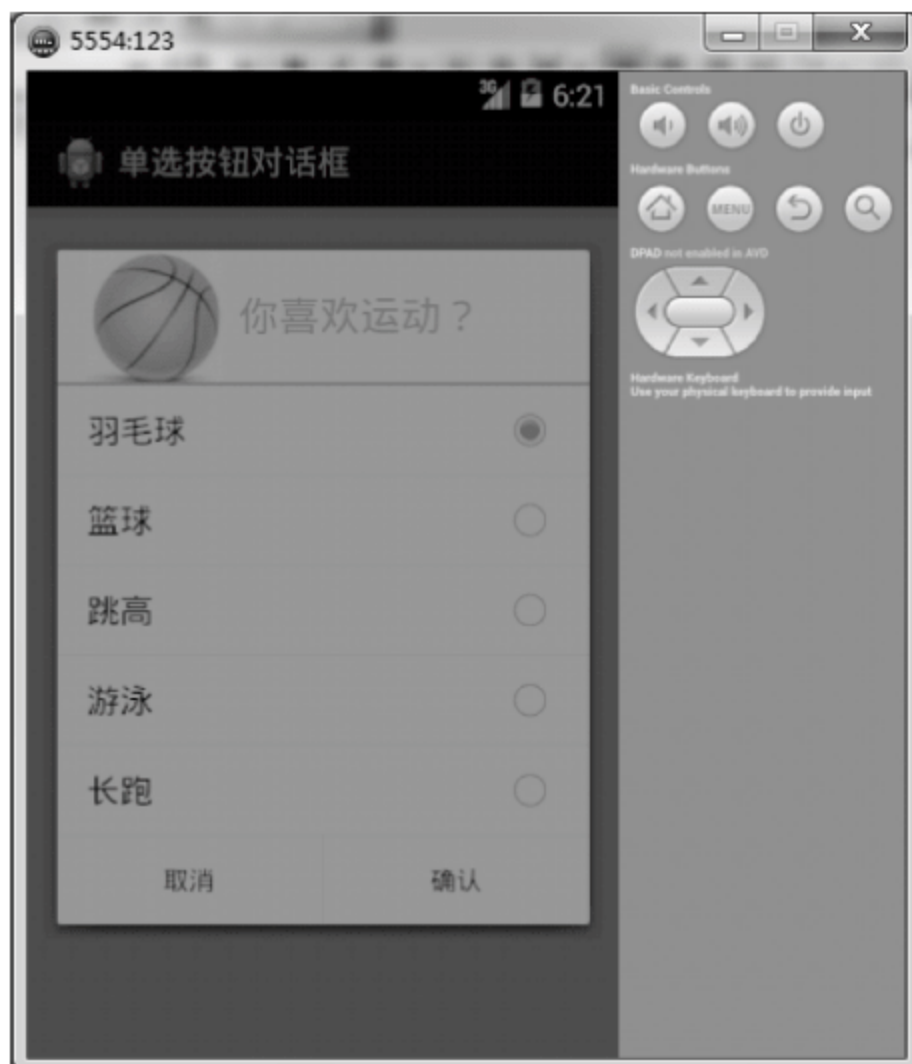 5554:123
3G 6:21
单选按钮对话框
你喜欢运动？
羽毛球
篮球
跳高
游泳
长跑
取消
确认
Basic Controls
Hardware Buttons
MENU
DPAD not enabled in AVD
Hardware Keyboard
Use your physical keyboard to provide input